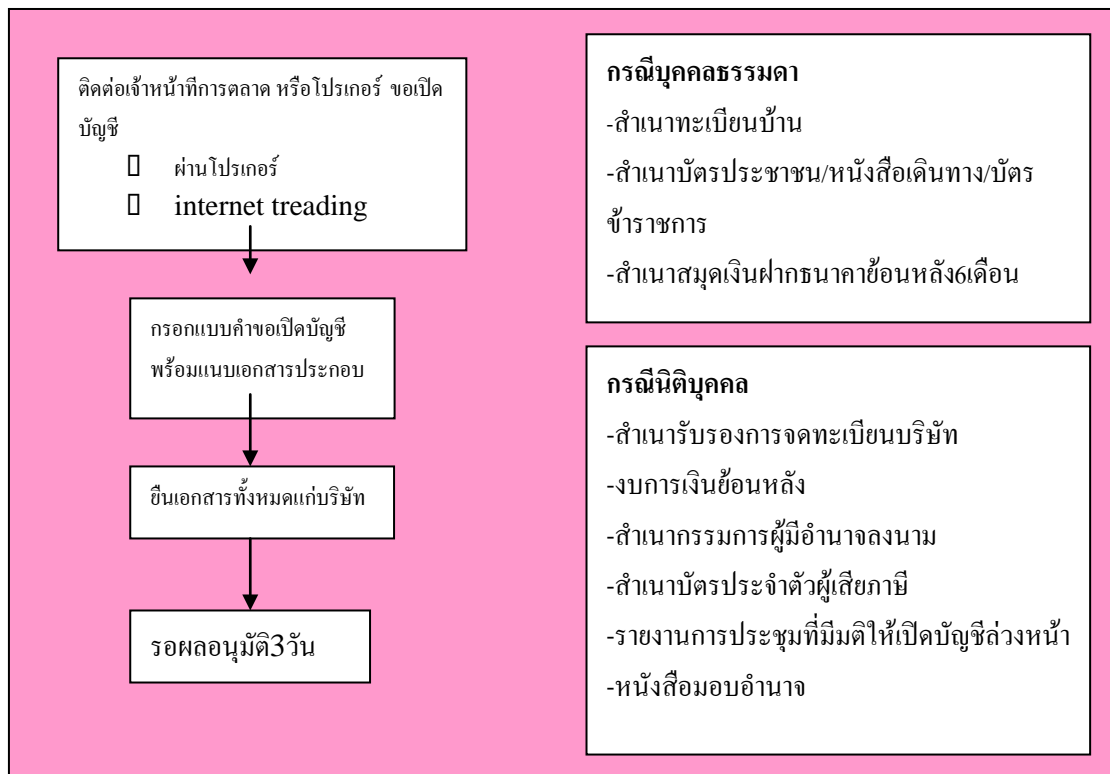 ติดต่อเจ้าหน้าที่การตลาด หรือโปรเกอร์ ขอเปิด
บัญชี
ผ่านโปรเกอร์
internet treading
กรอกแบบคำขอเปิดบัญชี
พร้อมแนบเอกสารประกอบ
ยื่นเอกสารทั้งหมดแก่บริษัท
รอผลอนุมัติ3วัน
กรณีบุคคลธรรมดา
-สำเนาทะเบียนบ้าน
-สำเนาบัตรประชาชน/หนังสือเดินทาง/บัตร
ข้าราชการ
-สำเนาสมุดเงินฝากธนาคาย้อนหลัง6เดือน
กรณีนิติบุคคล
-สำเนารับรองการจดทะเบียนบริษัท
-งบการเงินย้อนหลัง
-สำเนากรรมการผู้มีอำนาจลงนาม
-สำเนาบัตรประจำตัวผู้เสียภาษี
-รายงานการประชุมที่มีมติให้เปิดบัญชีล่วงหน้า
-หนังสือมอบอำนาจ